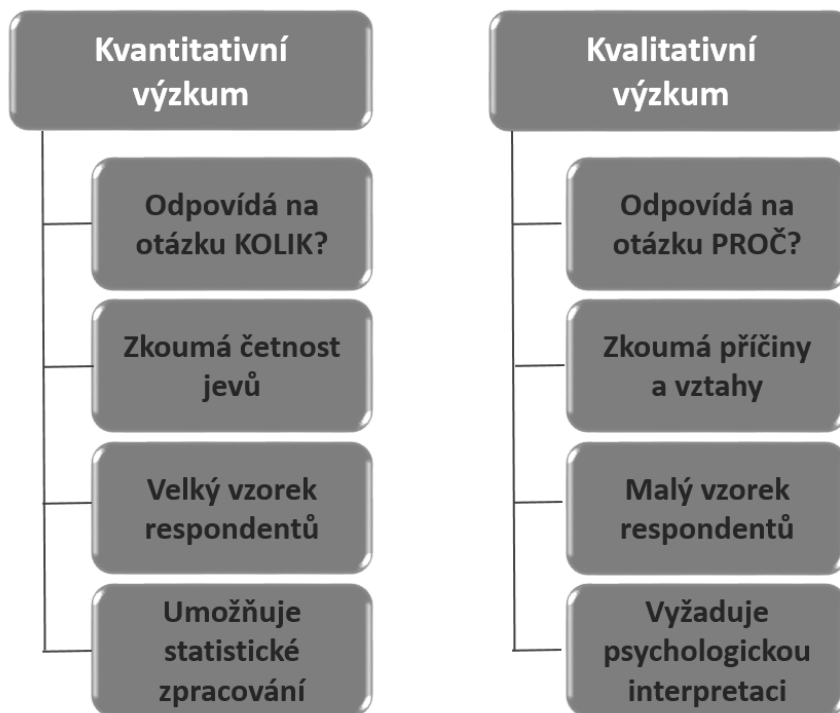 Kvantitativní
výzkum
Odpovídá na
otázku KOLIK?
Zkoumá četnost
jevů
Velký vzorek
respondentů
Umožňuje
statistické
zpracování
Kvalitativní
výzkum
Odpovídá na
otázku PROČ?
Zkoumá příčiny
a vztahy
Malý vzorek
respondentů
Vyžaduje
psychologickou
interpretaci